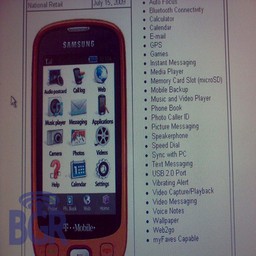 National Retail
July 15, 2009
Auto Focus
Bluetooth Connectivity
Calculator
Calendar
E-mail
GPS
Games
Instant Messaging
Media Player
Memory Card Slot (microSD)
Mobile Backup
Music and Video Player
Phone Book
Photo Caller ID
Picture Messaging
Speakerphone
Speed Dial
Sync with PC
Text Messaging
USB 2.0 Port
Vibrating Alert
Video Capture/Playback
Video Messaging
Voice Notes
Wallpaper
Web2go
myFaves Capable
SAMSUNG
Audio postcard
Call log
Web
Music player
Messaging
Applications
Camera
Photos
Videos
Help
Calendar
Settings
T-Mobile
BGR